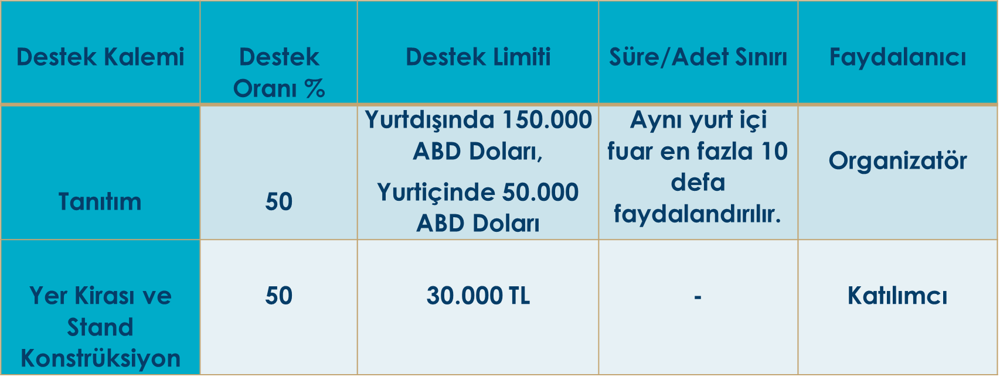 Destek Kalemi
Destek
Oranı %
Destek Limiti
Süre/Adet Sınırı
Faydalanıcı
Tanıtım
50
Yurtdışında 150.000
ABD Doları,
Yurtiçinde 50.000
ABD Doları
Aynı yurt içi
fuar en fazla 10
defa
faydalandırılır.
Organizatör
Yer Kirası ve
Stand
Konstrüksiyon
50
30.000 TL
-
Katılımcı